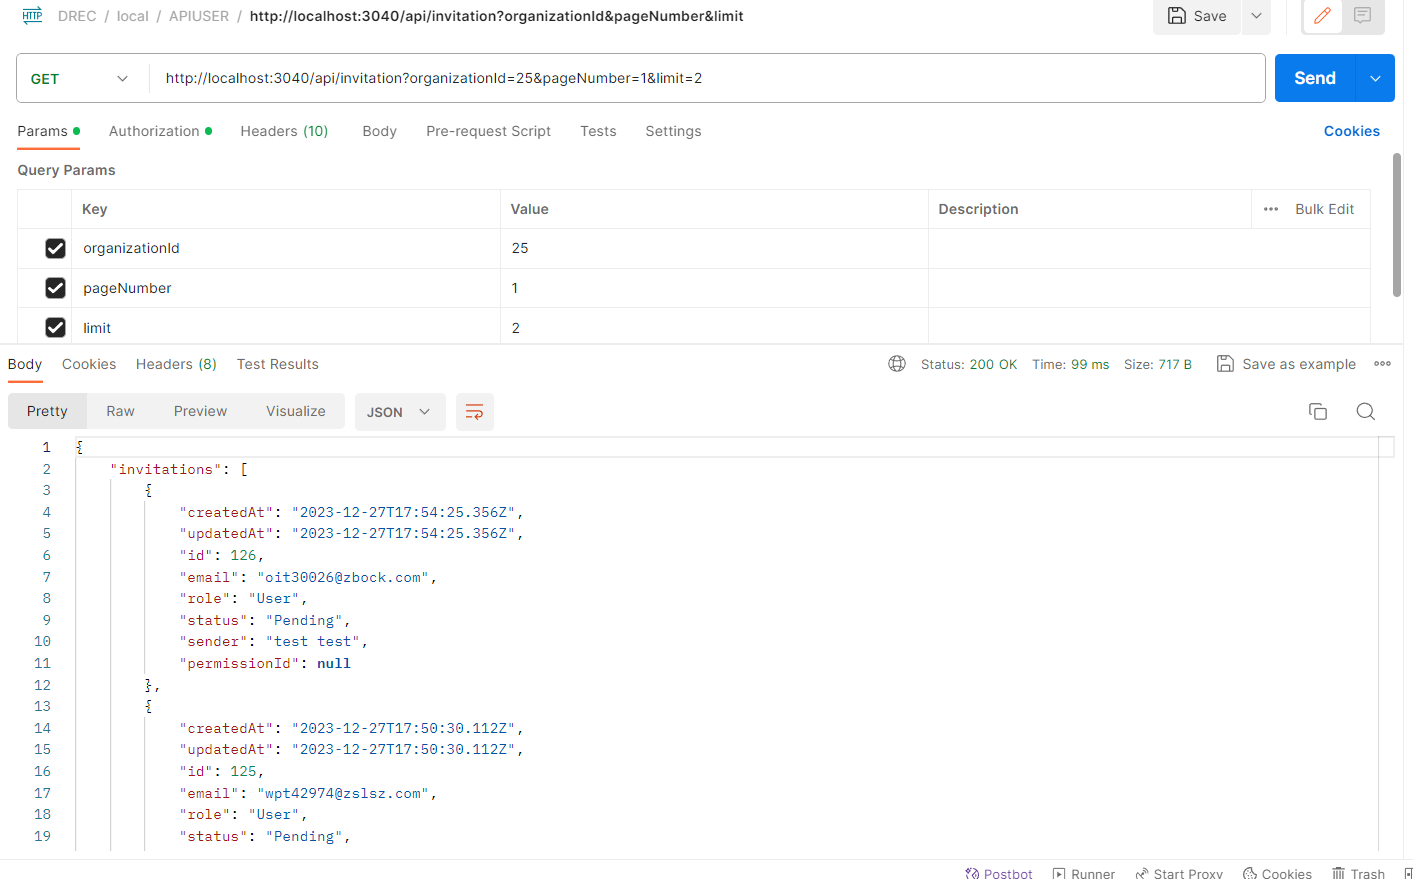 HTTP DREC / local / APIUSER / http://localhost:3040/api/invitation?organizationId&pageNumber&limit Save
GET http://localhost:3040/api/invitation?organizationId=25&pageNumber=1&limit=2 Send
Params Authorization Headers (10) Body Pre-request Script Tests Settings Cookies
Query Params
Key Value Description Bulk Edit
organizationId 25
pageNumber 1
limit 2
Body Cookies Headers (8) Test Results Status: 200 OK Time: 99 ms Size: 717 B Save as example
Pretty Raw Preview Visualize JSON
1 {
2 "invitations": [
3 {
4 "createdAt": "2023-12-27T17:54:25.356Z",
5 "updatedAt": "2023-12-27T17:54:25.356Z",
6 "id": 126,
7 "email": "oit30026@zbock.com",
8 "role": "User",
9 "status": "Pending",
10 "sender": "test test",
11 "permissionId": null
12 },
13 {
14 "createdAt": "2023-12-27T17:50:30.112Z",
15 "updatedAt": "2023-12-27T17:50:30.112Z",
16 "id": 125,
17 "email": "wpt42974@zslsz.com",
18 "role": "User",
19 "status": "Pending",
Postbot Runner Start Proxy Cookies Trash